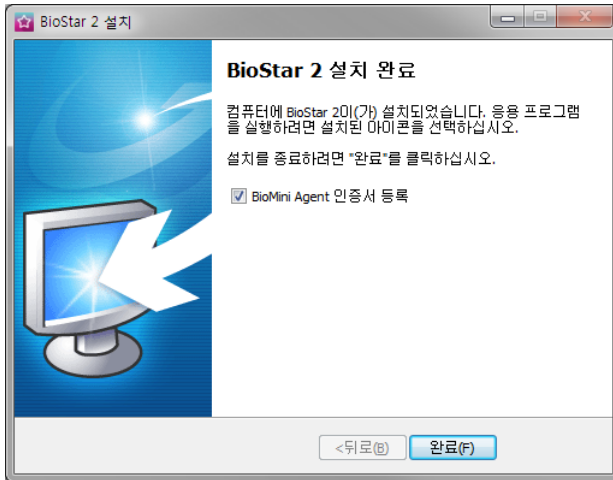 BioStar 2 설치
BioStar 2 설치 완료
컴퓨터에 BioStar 2이(가) 설치되었습니다. 응용 프로그램
을 실행하려면 설치된 아이콘을 선택하십시오.
설치를 종료하려면 "완료"를 클릭하십시오.
BioMini Agent 인증서 등록
<뒤로(B)
완료(F)